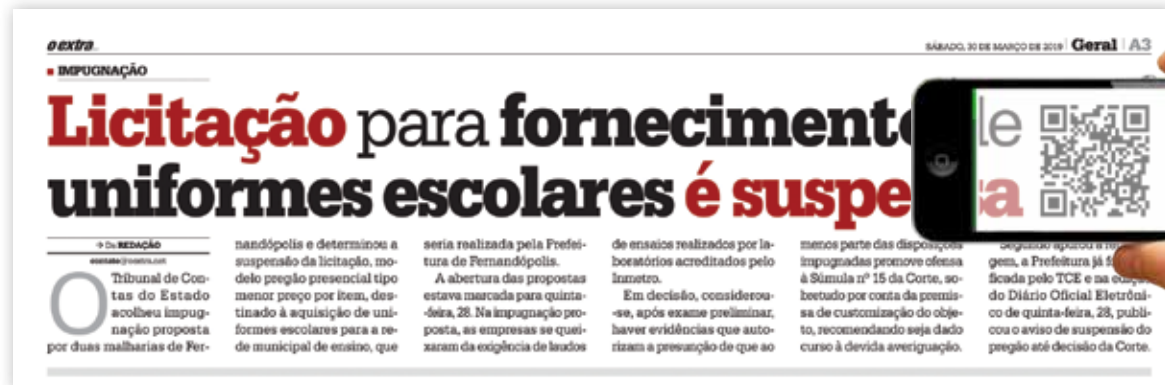 o extra.
SÁBADO, 30 DE MARÇO DE 2019 | Geral | A3
IMPUGNAÇÃO
Licitação para fornecimento de
uniformes escolares é suspensa
Da REDAÇÃO
contato@oextra.net
O Tribunal de Con-
tas do Estado
acolheu impug-
nação proposta
por duas malharias de Fer-
nandópolis e determinou a
suspensão da licitação, mo-
delo pregão presencial tipo
menor preço por item, des-
tinado à aquisição de uni-
formes escolares para a re-
de municipal de ensino, que
seria realizada pela Prefei-
tura de Fernandópolis.
A abertura das propostas
estava marcada para quinta-
-feira, 28. Na impugnação pro-
posta, as empresas se quei-
xaram da exigência de laudos
de ensaios realizados por la-
boratórios acreditados pelo
Inmetro.
Em decisão, considerou-
-se, após exame preliminar,
haver evidências que auto-
rizam a presunção de que ao
menos parte das disposições
impugnadas promove ofensa
à Súmula nº 15 da Corte, so-
bretudo por conta da premis-
sa de customização do obje-
to, recomendando seja dado
curso à devida averiguação.
Segundo apurou a
gem, a Prefeitura já
ficada pelo TCE e na
do Diário Oficial Eletrôni-
co de quinta-feira, 28, publi-
cou o aviso de suspensão do
pregão até decisão da Corte.